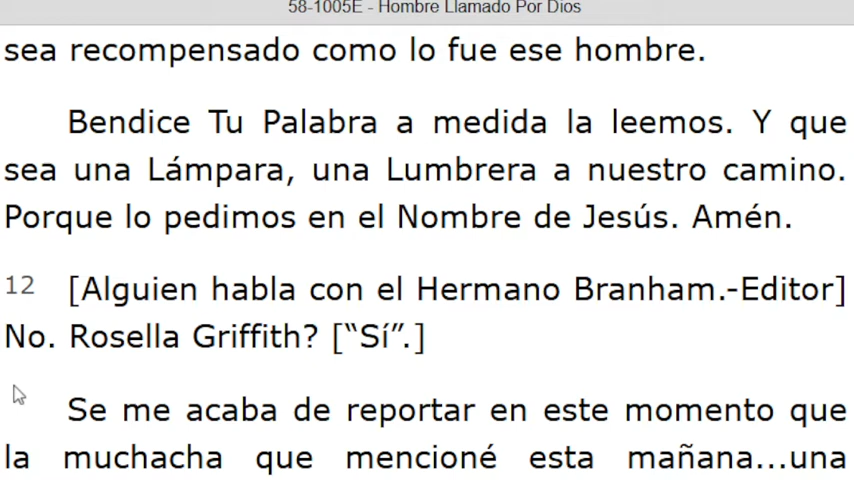 58-1005E - Hombre Llamado Por Dios
sea recompensado como lo fue ese hombre.
Bendice Tu Palabra a medida la leemos. Y que
sea una Lámpara, una Lumbrera a nuestro camino.
Porque lo pedimos en el Nombre de Jesús. Amén.
12 [Alguien habla con el Hermano Branham.-Editor]
No. Rosella Griffith? [“Sí”.]
Se me acaba de reportar en este momento que
la muchacha que mencioné esta mañana...una